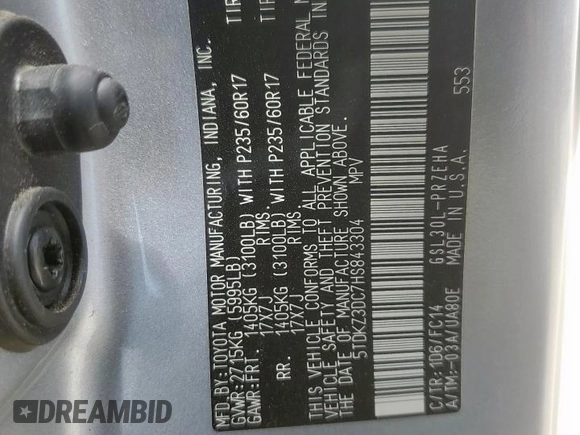 MFD.BY:TOYOTA MOTOR MANUFACTURING, INDIANA, INC.
GVWR:2715KG (5995LB)
GAWR:FRT. 1405KG (3100LB) WITH P235/60R17 TIR
17X7J RIMS
RR. 1405KG (3100LB) WITH P235/60R17 TIR
17X7J RIMS
THIS VEHICLE CONFORMS TO ALL APPLICABLE FEDERAL M
VEHICLE SAFETY AND THEFT PREVENTION STANDARDS IN
MANUFACTURE SHOWN ABOVE.
5TDKZ3DC7HS843304 MPV
553
C/TR:1D6/FC14 GSL30L-PRZEHA
A/TM:-03A/UA80E MADE IN U.S.A.
DREAMBID